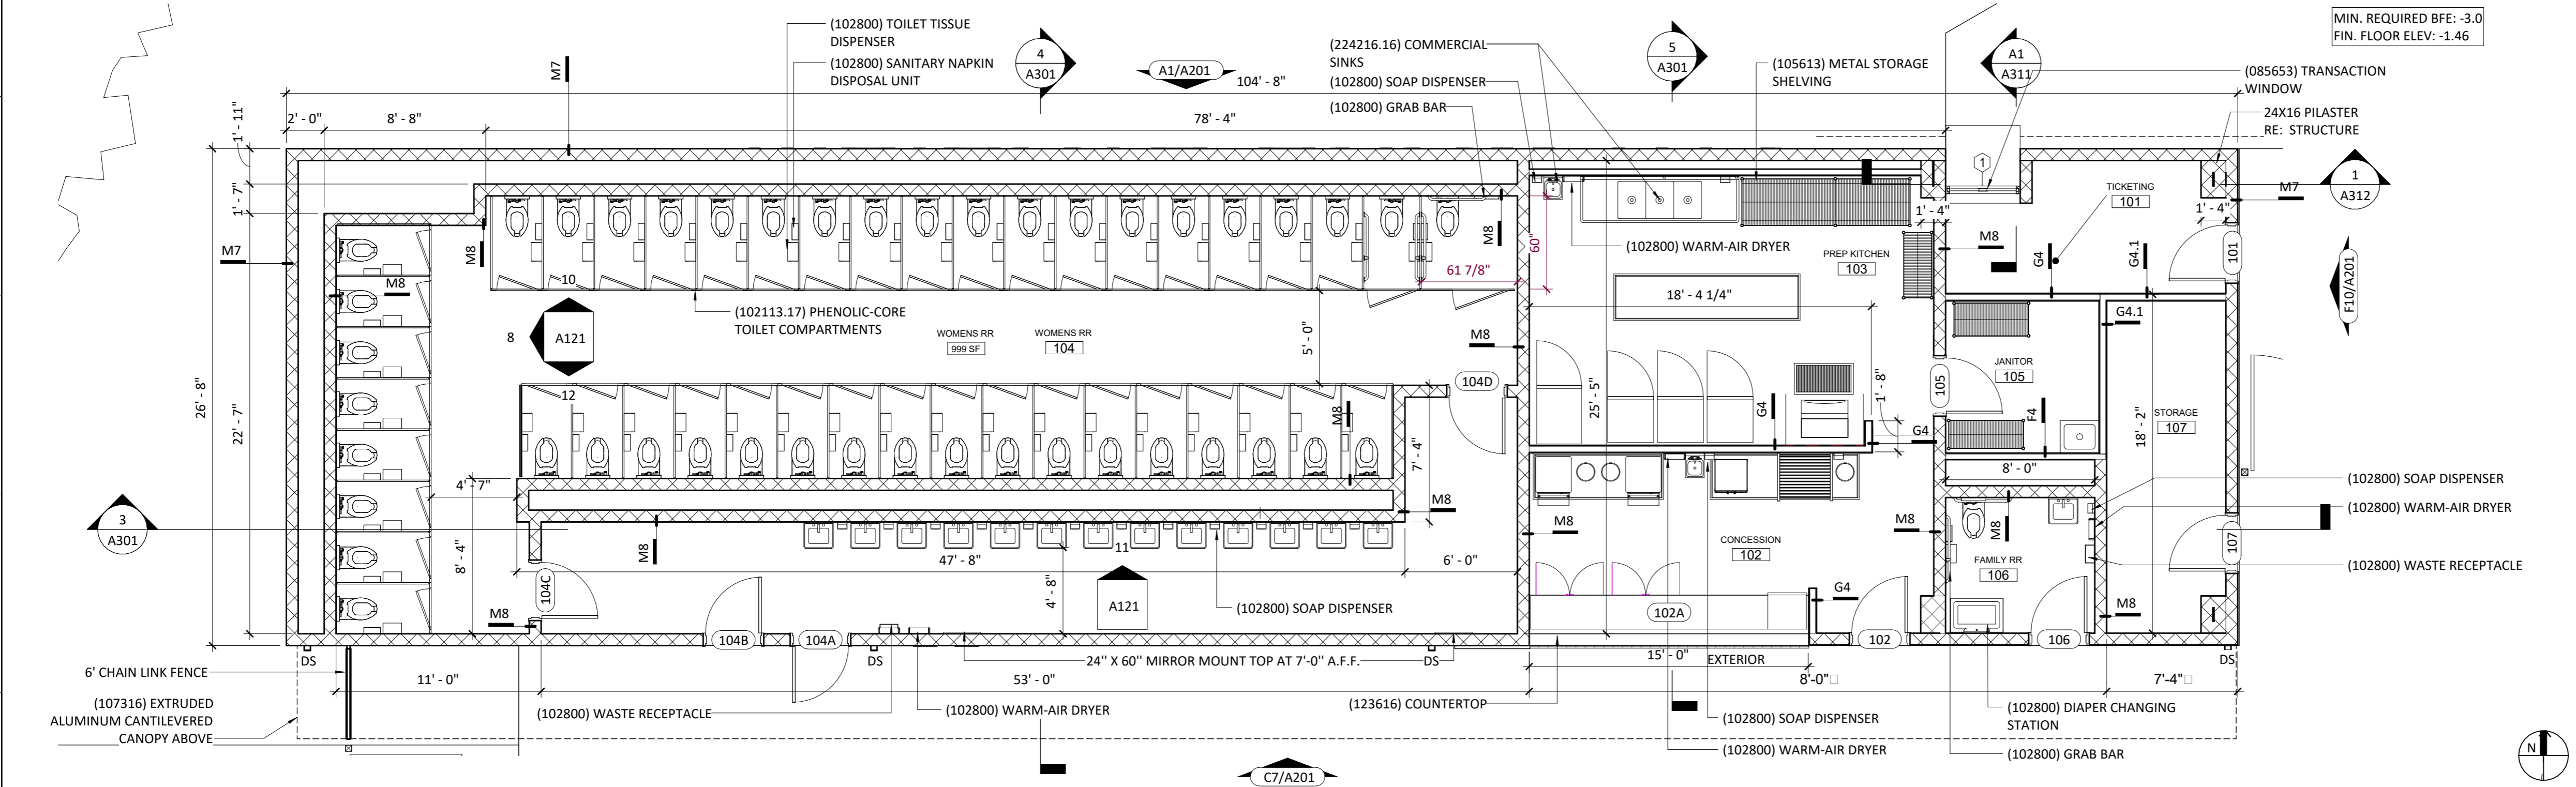 MIN. REQUIRED BFE: -3.0
FIN. FLOOR ELEV: -1.46
(102800) TOILET TISSUE
DISPENSER
(102800) SANITARY NAPKIN
DISPOSAL UNIT
4
A301
A1/A201
104' - 8"
(224216.16) COMMERCIAL
SINKS
(102800) SOAP DISPENSER
(102800) GRAB BAR
5
A301
(105613) METAL STORAGE
SHELVING
A1
A311
(085653) TRANSACTION
WINDOW
24X16 PILASTER
RE: STRUCTURE
M7
1' - 11"
2' - 0"
8' - 8"
78' - 4"
1' - 7"
1
TICKETING
101
1' - 4"
1' - 4"
M7
1
A312
M7
M8
M8
M8
60"
61 7/8"
(102800) WARM-AIR DRYER
PREP KITCHEN
103
M8
G4
G4.1
101
F10/A201
10
8
A121
(102113.17) PHENOLIC-CORE
TOILET COMPARTMENTS
WOMENS RR
999 SF
WOMENS RR
104
5' - 0"
M8
18' - 4 1/4"
G4.1
JANITOR
105
105
26' - 8"
22' - 7"
12
104D
M8
7' - 4"
25' - 5"
G4
1' - 8"
G4
F4
STORAGE
107
18' - 2"
8' - 0"
4' - 7"
M8
3
A301
8' - 4"
M8
47' - 8"
11
4' - 8"
A121
6' - 0"
M8
CONCESSION
102
M8
M8
FAMILY RR
106
107
(102800) SOAP DISPENSER
(102800) WARM-AIR DRYER
(102800) WASTE RECEPTACLE
104C
M8
(102800) SOAP DISPENSER
102A
G4
M8
104B
104A
102
106
DS
DS
24" X 60" MIRROR MOUNT TOP AT 7'-0" A.F.F.
DS
15' - 0"
EXTERIOR
DS
6' CHAIN LINK FENCE
11' - 0"
53' - 0"
8'-0"
7'-4"
(107316) EXTRUDED
ALUMINUM CANTILEVERED
CANOPY ABOVE
(102800) WASTE RECEPTACLE
(102800) WARM-AIR DRYER
(123616) COUNTERTOP
(102800) SOAP DISPENSER
(102800) WARM-AIR DRYER
(102800) DIAPER CHANGING
STATION
(102800) GRAB BAR
C7/A201
N